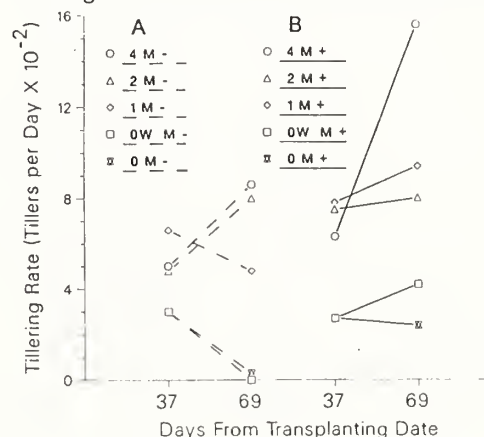 16
12
8
4
0
Tillering Rate (Tillers per Day X 10⁻²)
A
4 M -
2 M -
1 M -
0W M -
0 M -
B
4 M +
2 M +
1 M +
0W M +
0 M +
37 69 37 69
Days From Transplanting Date